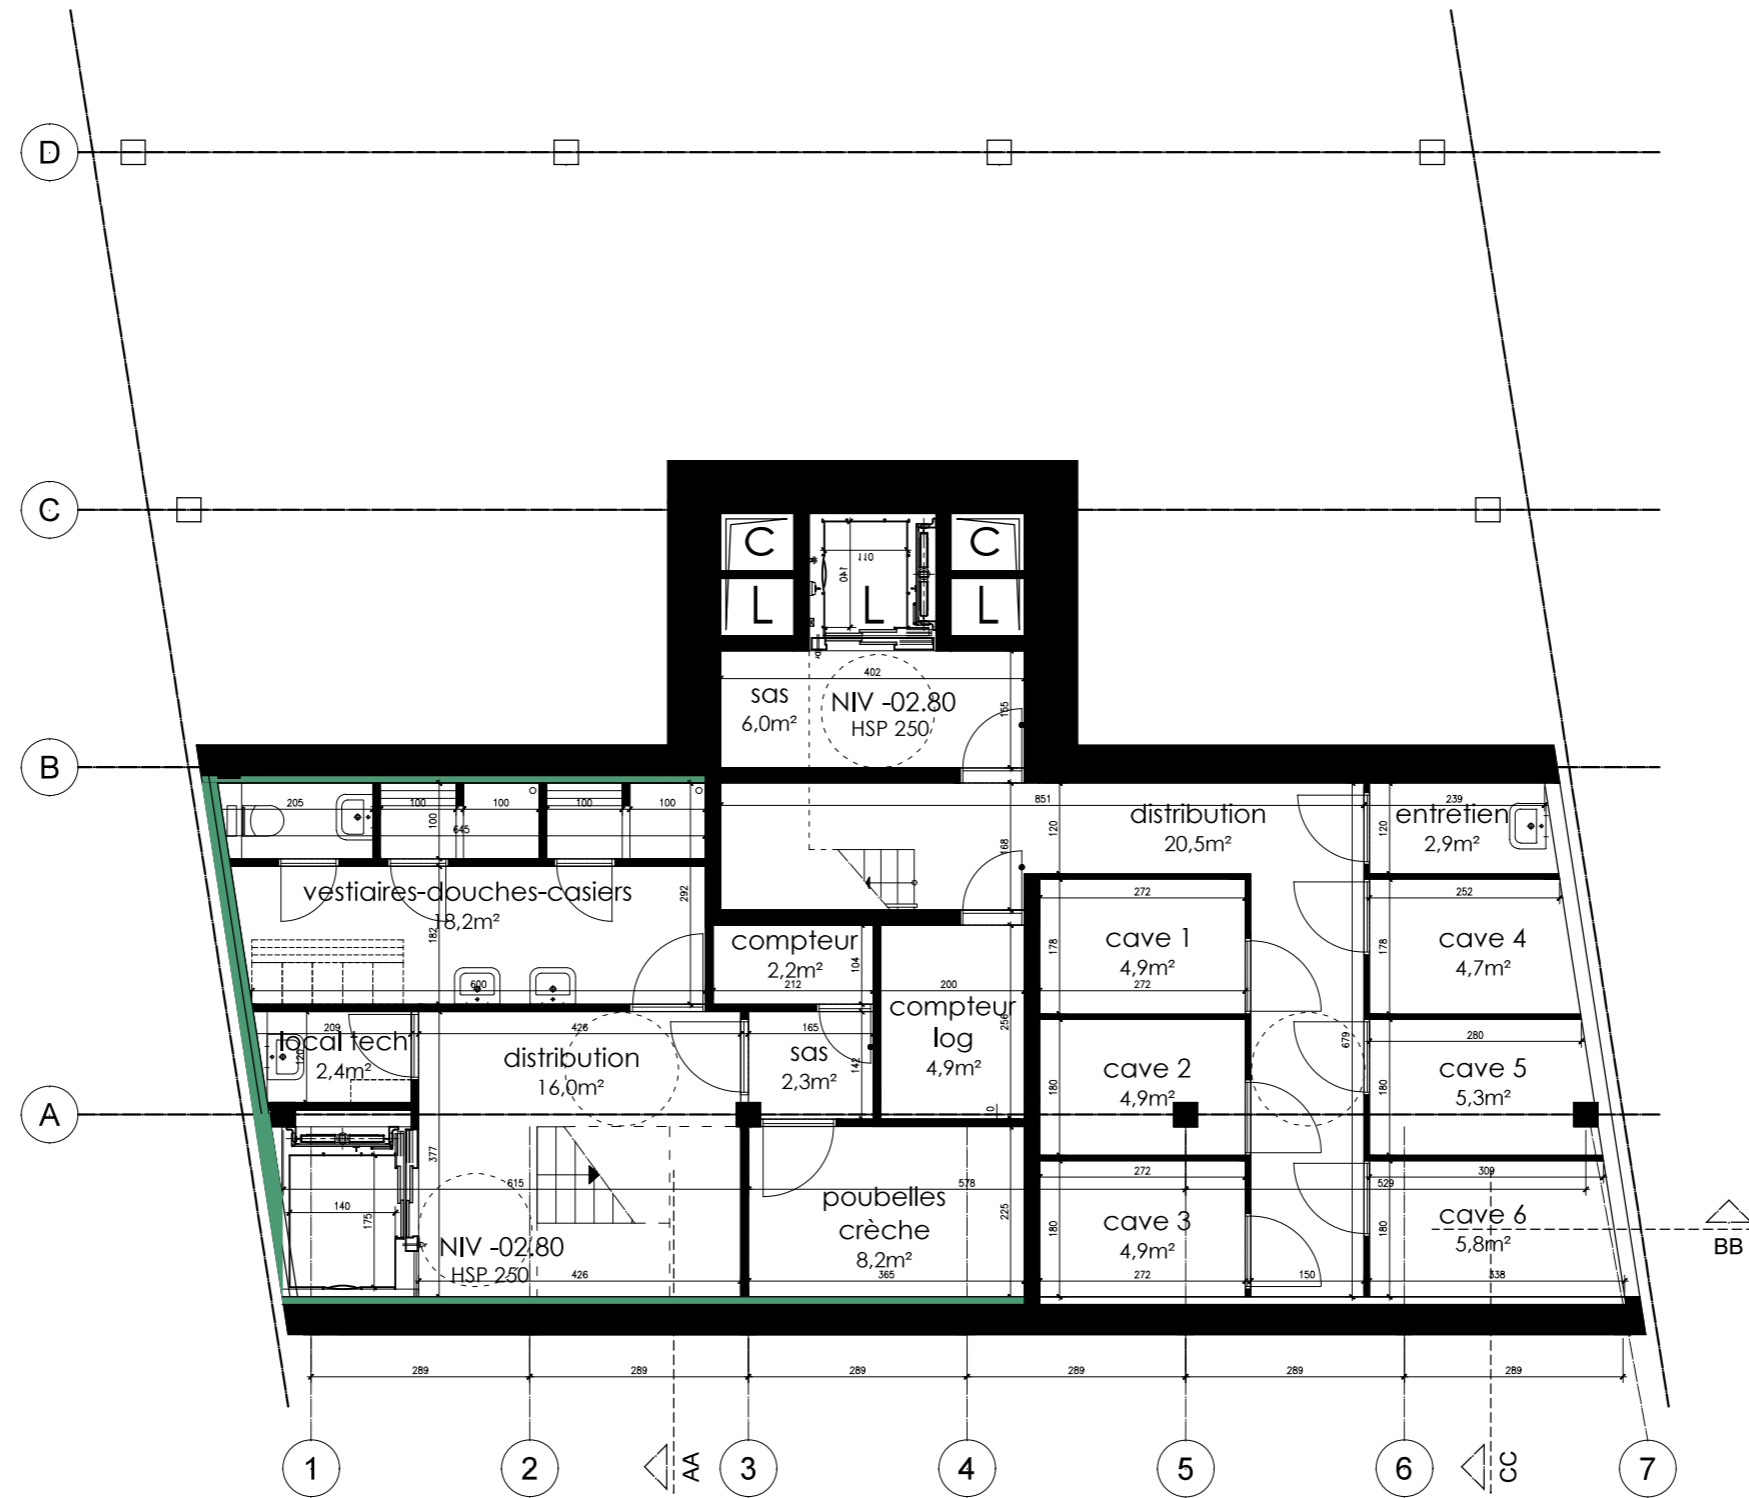 D
C
C
C
110
140
L
L
L
402
sas
6,0m²
NIV -02.80
HSP 250
155
B
205
100
100
100
100
100
645
851
distribution
20,5m²
120
239
entretien
2,9m²
120
168
vestiaires-douches-casiers
18,2m²
292
182
600
272
cave 1
4,9m²
178
272
252
cave 4
4,7m²
178
compteur
2,2m²
104
212
200
compteur
log
4,9m²
256
209
local tech
2,4m²
120
426
distribution
16,0m²
165
sas
2,3m²
142
cave 2
4,9m²
180
679
280
cave 5
5,3m²
180
A
10
377
615
578
272
529
309
140
175
poubelles
crèche
8,2m²
225
365
cave 3
4,9m²
180
272
150
cave 6
5,8m²
180
338
NIV -02.80
HSP 250
426
BB
289
289
289
289
289
289
1
2
AA
3
4
5
6
CC
7